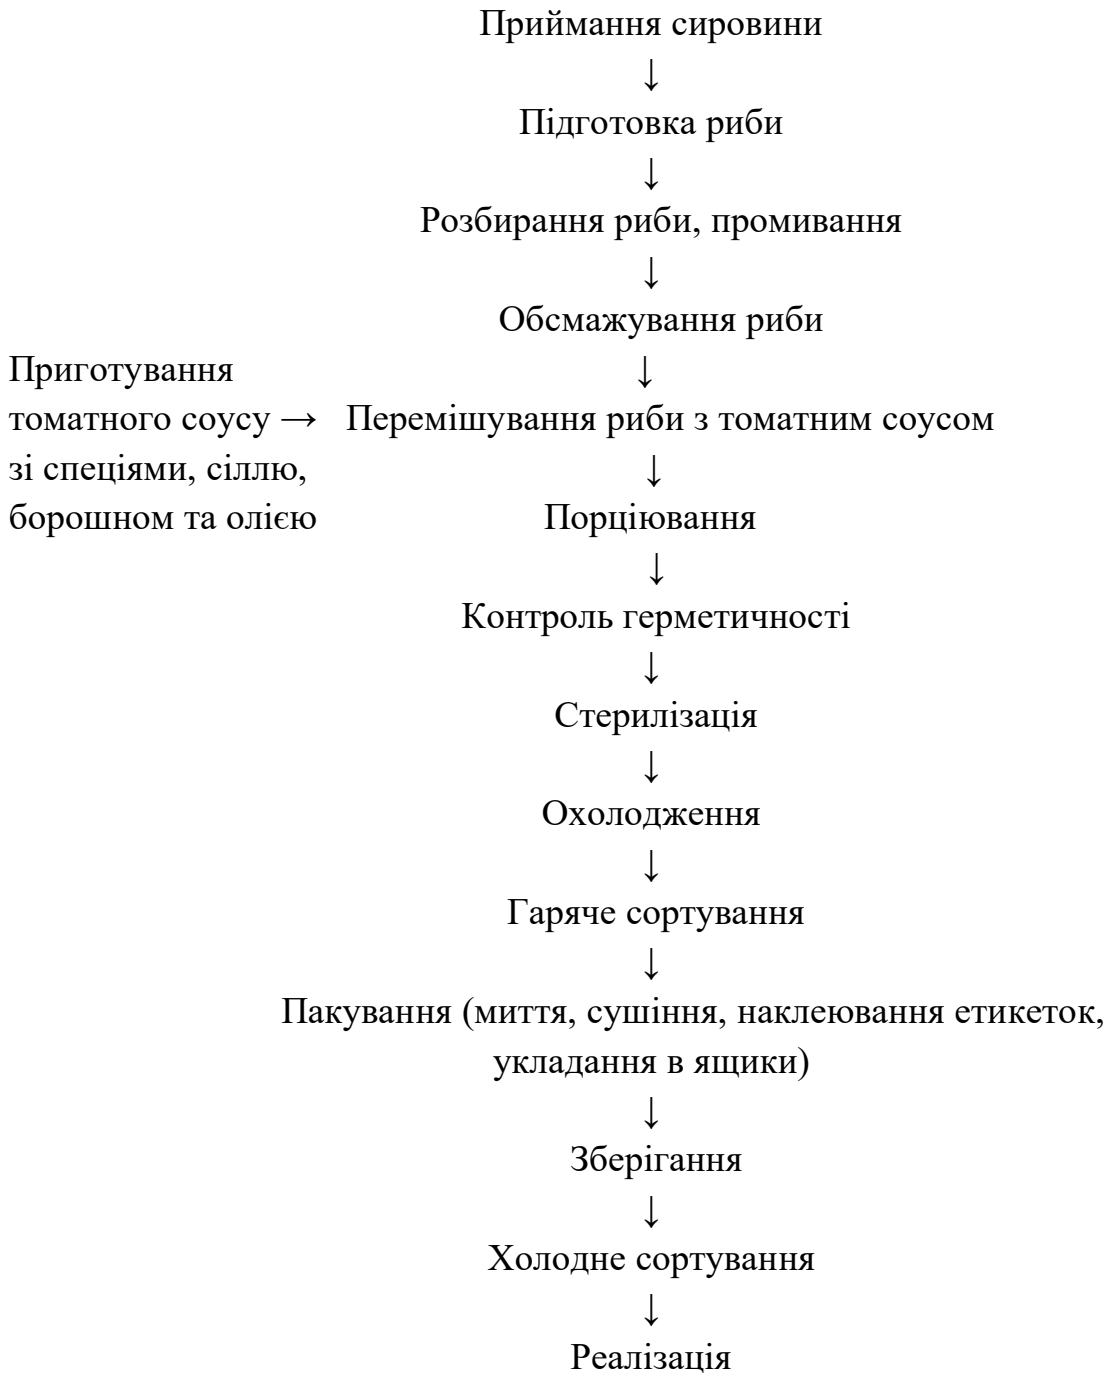 Приймання сировини
↓
Підготовка риби
↓
Розбирання риби, промивання
↓
Обсмажування риби
↓
Приготування
томатного соусу → Перемішування риби з томатним соусом
зі спеціями, сіллю, ↓
борошном та олією Порціювання
↓
Контроль герметичності
↓
Стерилізація
↓
Охолодження
↓
Гаряче сортування
↓
Пакування (миття, сушіння, наклеювання етикеток,
укладання в ящики)
↓
Зберігання
↓
Холодне сортування
↓
Реалізація